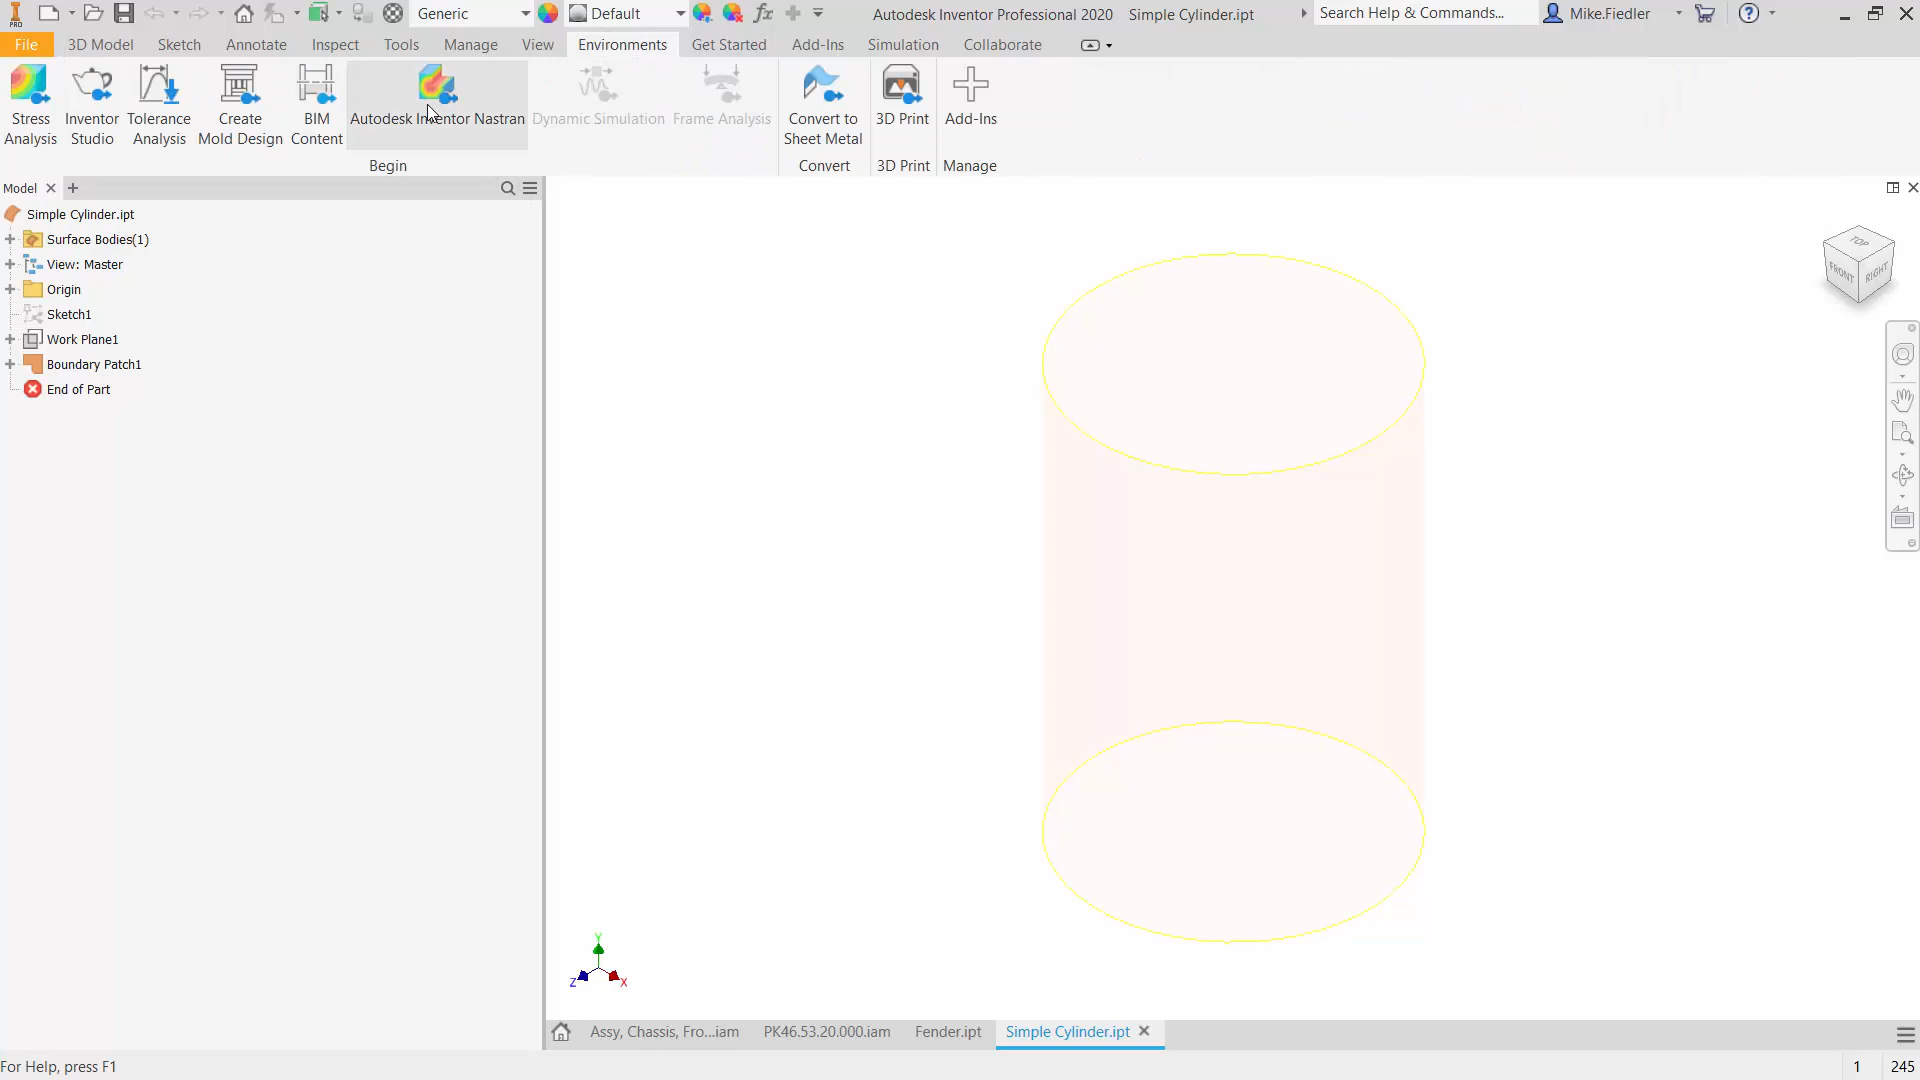 Generic
Default
Autodesk Inventor Professional 2020 Simple Cylinder.ipt
Search Help & Commands...
Mike.Fiedler
PRO
File 3D Model Sketch Annotate Inspect Tools Manage View Environments Get Started Add-Ins Simulation Collaborate
Stress Analysis
Inventor Studio
Tolerance Analysis
Create Mold Design
BIM Content
Autodesk Inventor Nastran
Dynamic Simulation
Frame Analysis
Convert to Sheet Metal
3D Print
Add-Ins
Begin
Convert
3D Print
Manage
Model
Simple Cylinder.ipt
Surface Bodies(1)
View: Master
Origin
Sketch1
Work Plane1
Boundary Patch1
End of Part
TOP
FRONT
RIGHT
Y
Z
X
Assy, Chassis, Fro...iam
PK46.53.20.000.iam
Fender.ipt
Simple Cylinder.ipt
For Help, press F1
1
245